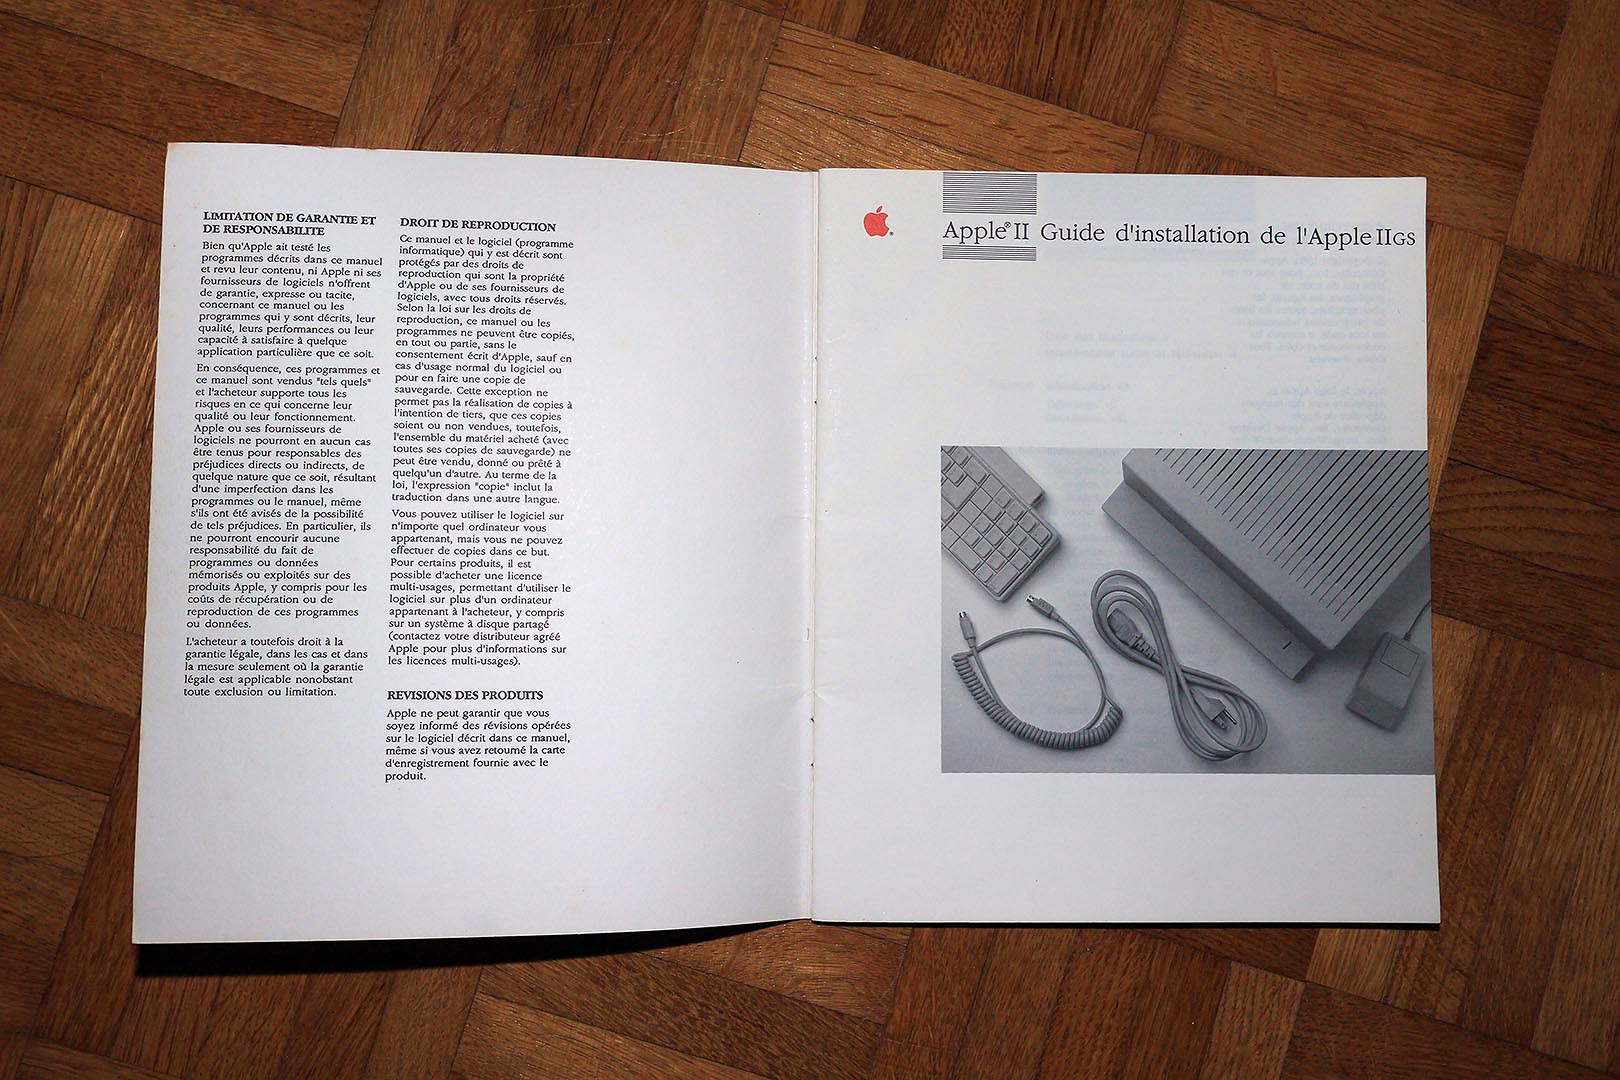 LIMITATION DE GARANTIE ET
DE RESPONSABILITE
Bien qu'Apple ait testé les
programmes décrits dans ce manuel
et revu leur contenu, ni Apple ni ses
fournisseurs de logiciels n'offrent
de garantie, expresse ou tacite,
concernant ce manuel ou les
programmes qui y sont décrits, leur
qualité, leurs performances ou leur
capacité à satisfaire à quelque
application particulière que ce soit.
En conséquence, ces programmes et
ce manuel sont vendus "tels quels"
et l'acheteur supporte tous les
risques en ce qui concerne leur
qualité ou leur fonctionnement.
Apple ou ses fournisseurs de
logiciels ne pourront en aucun cas
être tenus pour responsables des
préjudices directs ou indirects, de
quelque nature que ce soit, résultant
d'une imperfection dans les
programmes ou le manuel, même
s'ils ont été avisés de la possibilité
de tels préjudices. En particulier, ils
ne pourront encourir aucune
responsabilité du fait de
programmes ou données
mémorisés ou exploités sur des
produits Apple, y compris pour les
coûts de récupération ou de
reproduction de ces programmes
ou données.
L'acheteur a toutefois droit à la
garantie légale, dans les cas et dans
la mesure seulement où la garantie
légale est applicable nonobstant
toute exclusion ou limitation.
DROIT DE REPRODUCTION
Ce manuel et le logiciel (programme
informatique) qui y est décrit sont
protégés par des droits de
reproduction qui sont la propriété
d'Apple ou de ses fournisseurs de
logiciels, avec tous droits réservés.
Selon la loi sur les droits de
reproduction, ce manuel ou les
programmes ne peuvent être copiés,
en tout ou partie, sans le
consentement écrit d'Apple, sauf en
cas d'usage normal du logiciel ou
pour en faire une copie de
sauvegarde. Cette exception ne
permet pas la réalisation de copies à
l'intention de tiers, que ces copies
soient ou non vendues, toutefois,
l'ensemble du matériel acheté (avec
toutes ses copies de sauvegarde) ne
peut être vendu, donné ou prêté à
quelqu'un d'autre. Au terme de la
loi, l'expression "copie" inclut la
traduction dans une autre langue.
Vous pouvez utiliser le logiciel sur
n'importe quel ordinateur vous
appartenant, mais vous ne pouvez
effectuer de copies dans ce but.
Pour certains produits, il est
possible d'acheter une licence
multi-usages, permettant d'utiliser le
logiciel sur plus d'un ordinateur
appartenant à l'acheteur, y compris
sur un système à disque partagé
(contactez votre distributeur agréé
Apple pour plus d'informations sur
les licences multi-usages).
REVISIONS DES PRODUITS
Apple ne peut garantir que vous
soyez informé des révisions opérées
sur le logiciel décrit dans ce manuel,
même si vous avez retourné la carte
d'enregistrement fournie avec le
produit.
Apple® II Guide d'installation de l'Apple IIGS